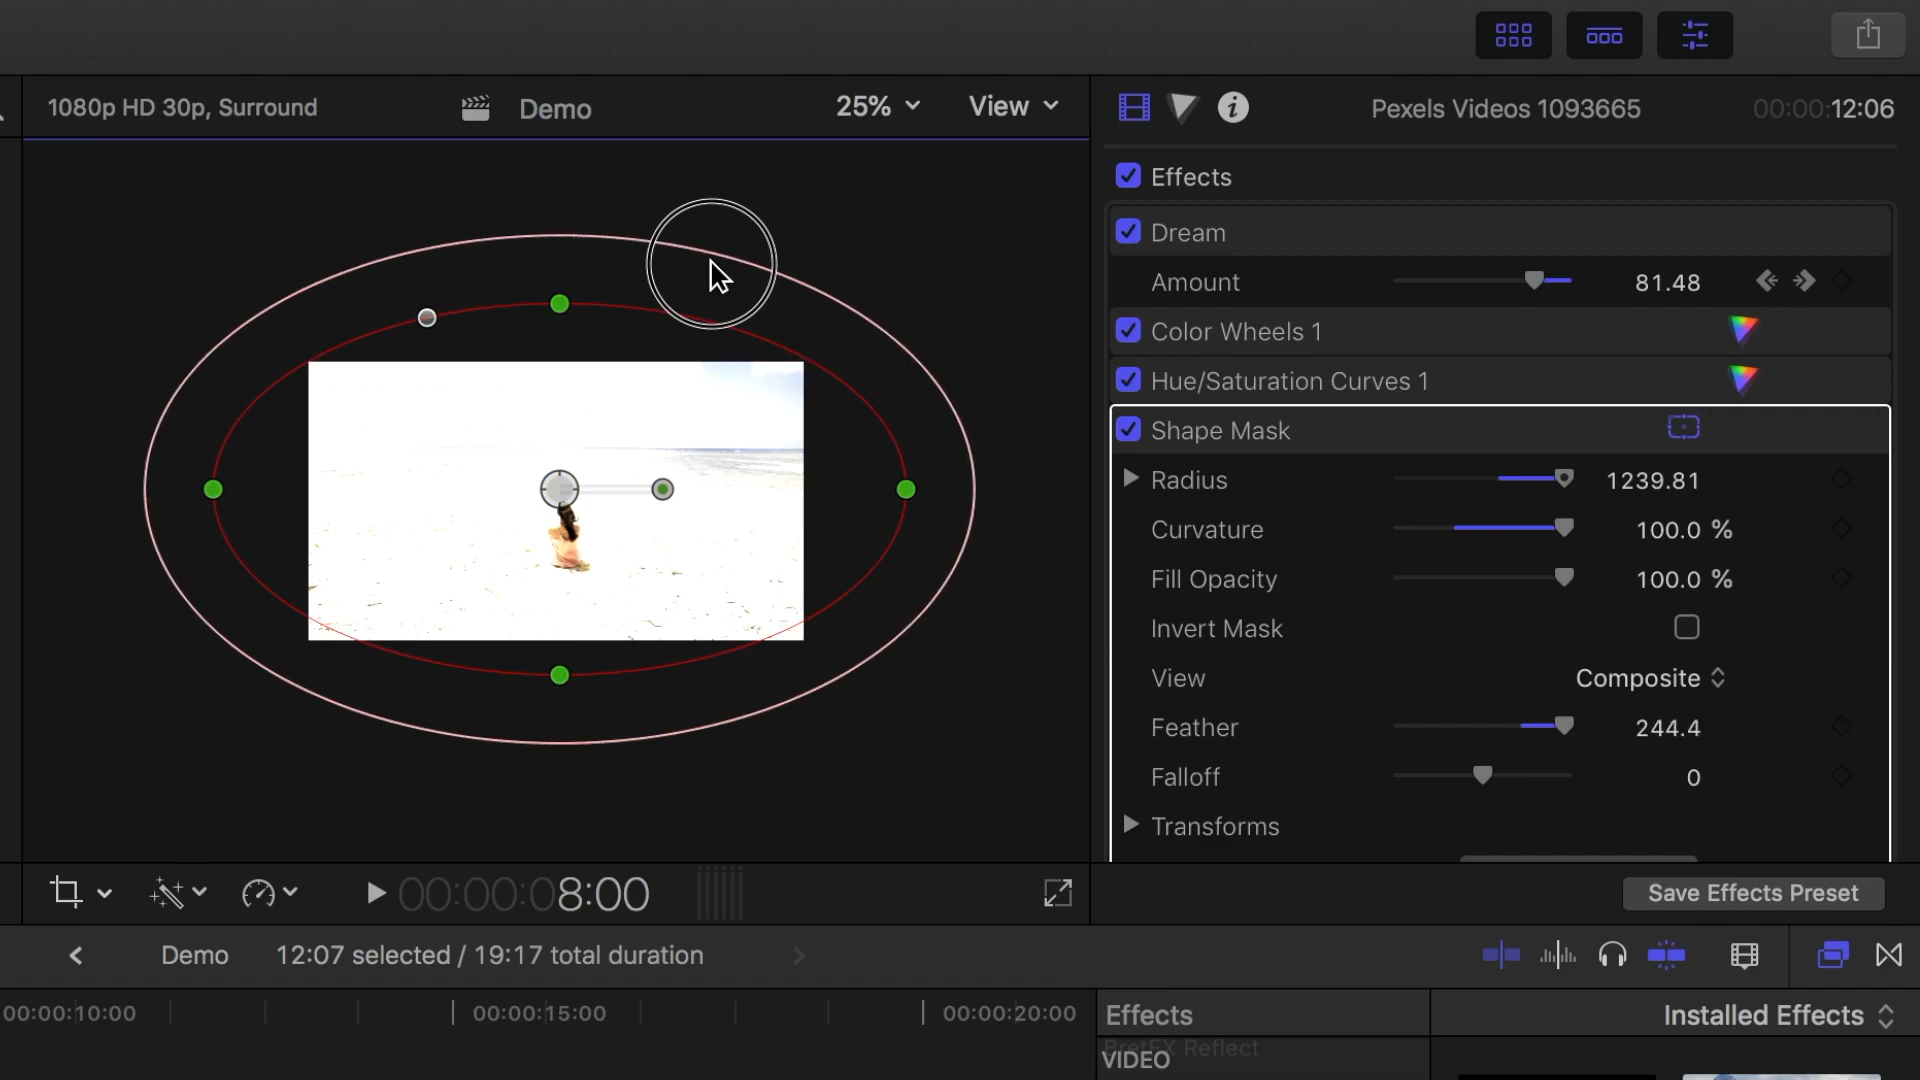 1080p HD 30p, Surround
Demo
25%
View
Pexels Videos 1093665
00:00:12:06
Effects
Dream
Amount 81.48
Color Wheels 1
Hue/Saturation Curves 1
Shape Mask
Radius 1239.81
Curvature 100.0 %
Fill Opacity 100.0 %
Invert Mask
View Composite
Feather 244.4
Falloff 0
Transforms
00:00:08:00
Save Effects Preset
Demo
12:07 selected / 19:17 total duration
00:00:10:00
00:00:15:00
00:00:20:00
Effects
Installed Effects
BretFX Reflect
VIDEO